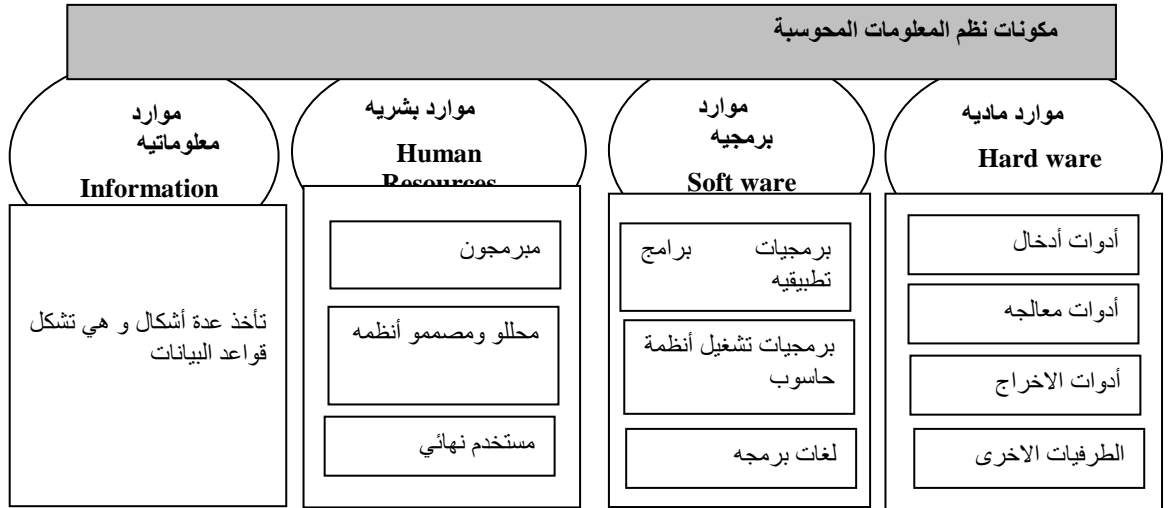 مكونات نظم المعلومات المحوسبة
موارد ماديه
Hard ware
أدوات أدخال
أدوات معالجه
أدوات الاخراج
الطرفيات الاخرى
موارد
برمجيه
Soft ware
برمجيات برامج
تطبيقيه
برمجيات تشغيل أنظمة
حاسوب
لغات برمجه
موارد بشريه
Human
Resources
مبرمجون
محللو ومصممو أنظمه
مستخدم نهائي
موارد
معلوماتيه
Information
تأخذ عدة أشكال و هي تشكل
قواعد البيانات